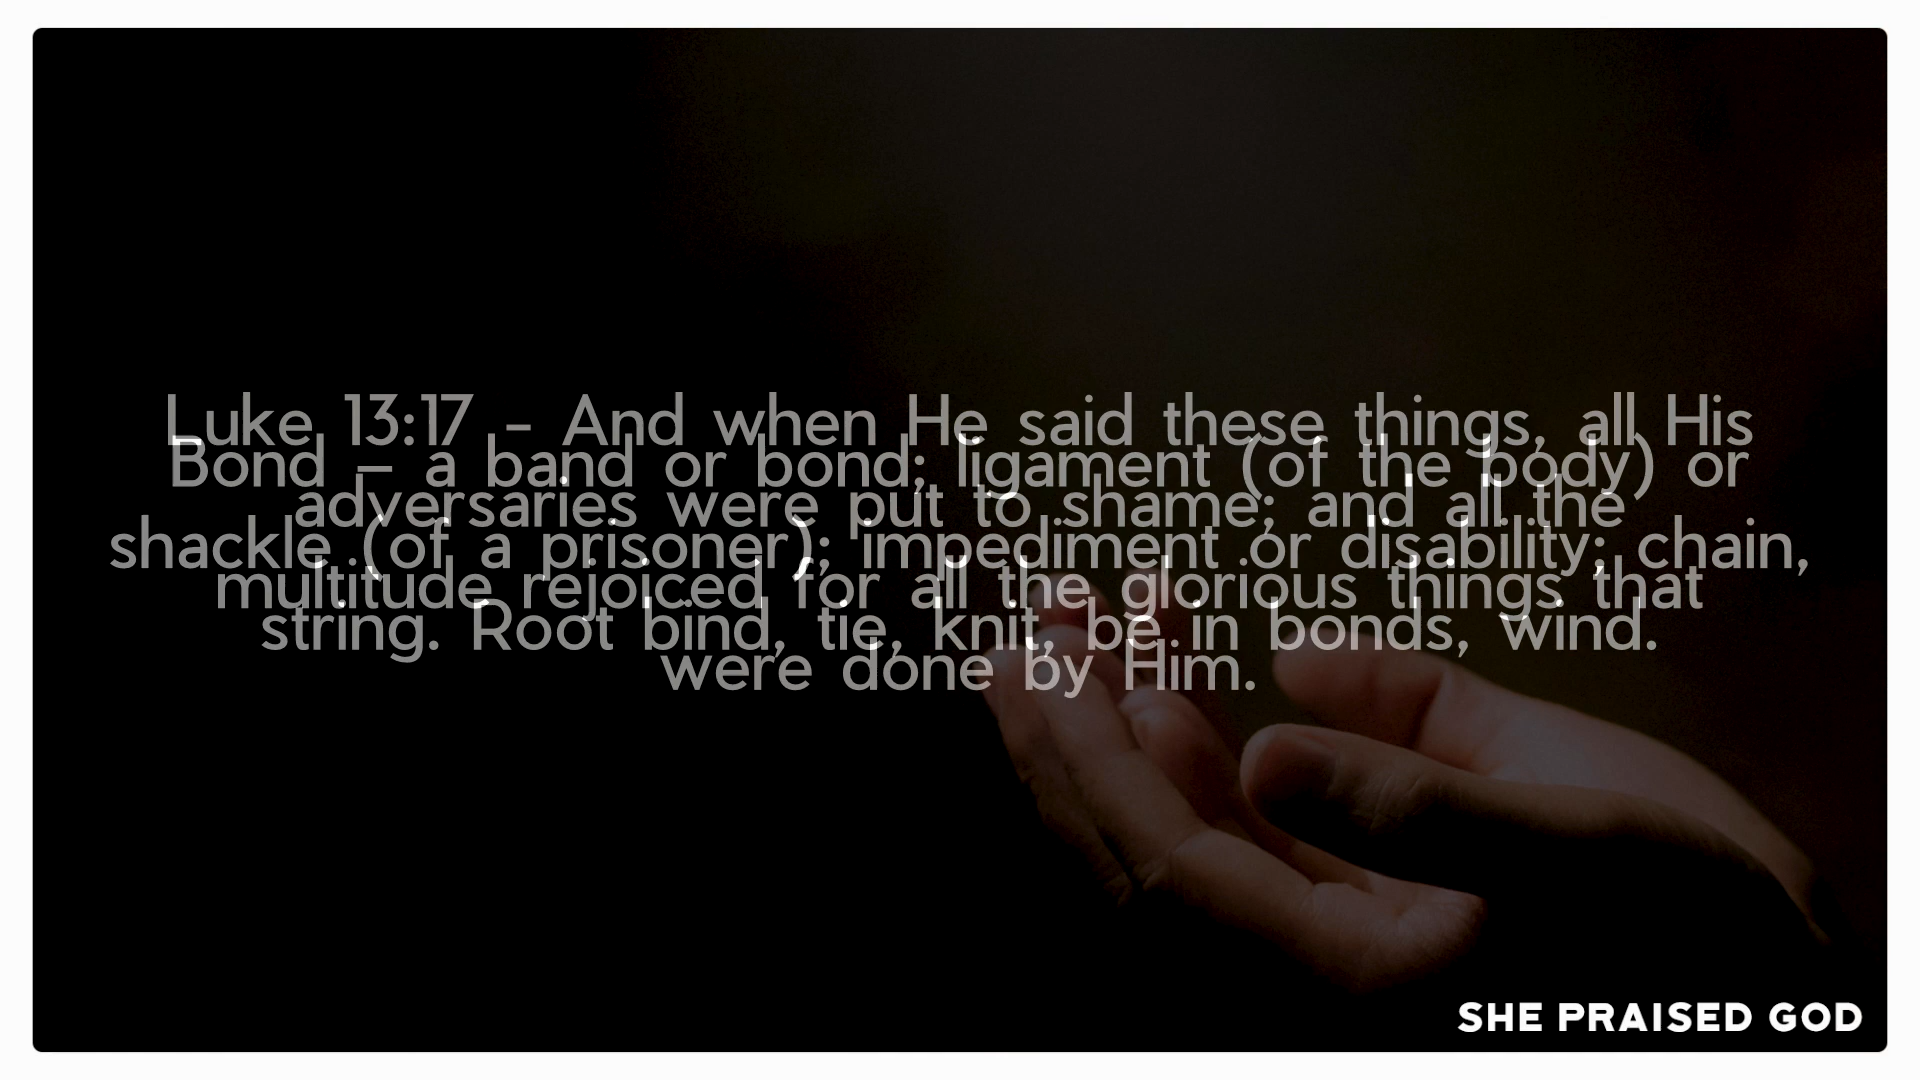 Luke 13:17 – And when He said these things, all His
adversaries were put to shame; and all the
multitude rejoiced for all the glorious things that
were done by Him.
Bond – a band or bond; ligament (of the body) or
shackle (of a prisoner); impediment or disability; chain,
string. Root bind, tie, knit, be in bonds, wind.
SHE PRAISED GOD